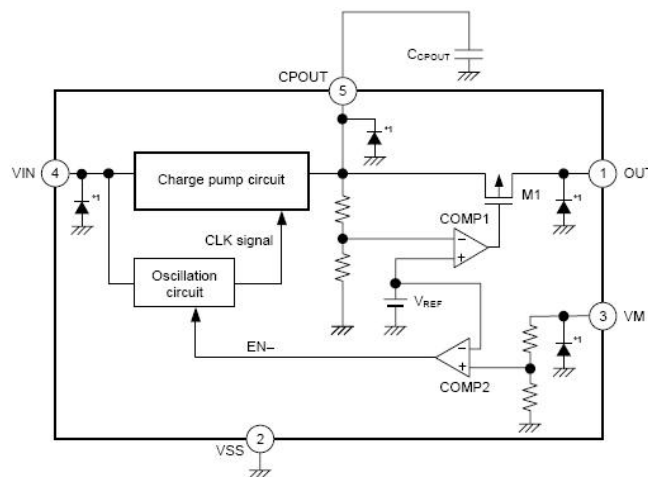 C_CPOUT
CPOUT
5
VIN
4
*1
*1
Charge pump circuit
1
OUT
M1
*1
COMP1
−
+
CLK signal
Oscillation
circuit
V_REF
3
VM
*1
EN−
−
+
COMP2
2
VSS